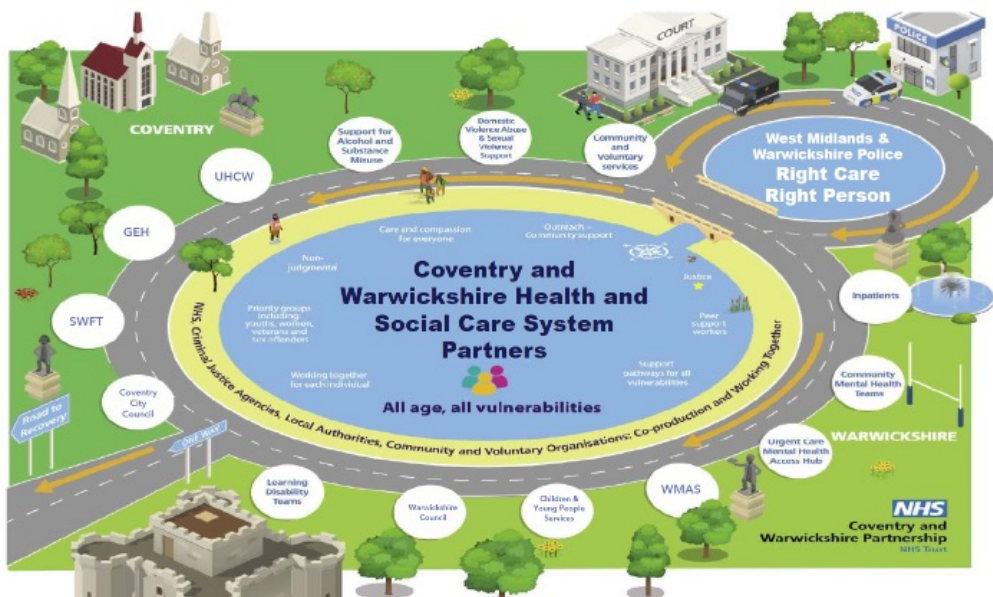 COURT
POLICE
COVENTRY
Support for
Alcohol and
Substance
Misuse
Domestic
Violence Abuse
& Sexual
Violence Support
Community
and
Voluntary
services
West Midlands &
Warwickshire Police
Right Care
Right Person
UHCW
GEH
SWFT
Coventry
City
Council
Road to
Recovery
ONE WAY
Learning
Disability
Teams
Warwickshire
Council
Children &
Young People
Services
WMAS
Urgent Care
Mental Health
Access Hub
Community
Mental Health
Teams
Inpatients
WARWICKSHIRE
Care and compassion
for everyone
Outreach –
Community support
Non-
judgmental
Justice
Priority groups
including:
youths, women,
veterans and
sex offenders
Peer
support
workers
Working together
for each individual
Support
pathways for all
vulnerabilities
Coventry and
Warwickshire Health and
Social Care System
Partners
All age, all vulnerabilities
NHS, Criminal Justice Agencies, Local Authorities, Community and Voluntary Organisations: Co-production and Working Together
NHS
Coventry and
Warwickshire Partnership
NHS Trust